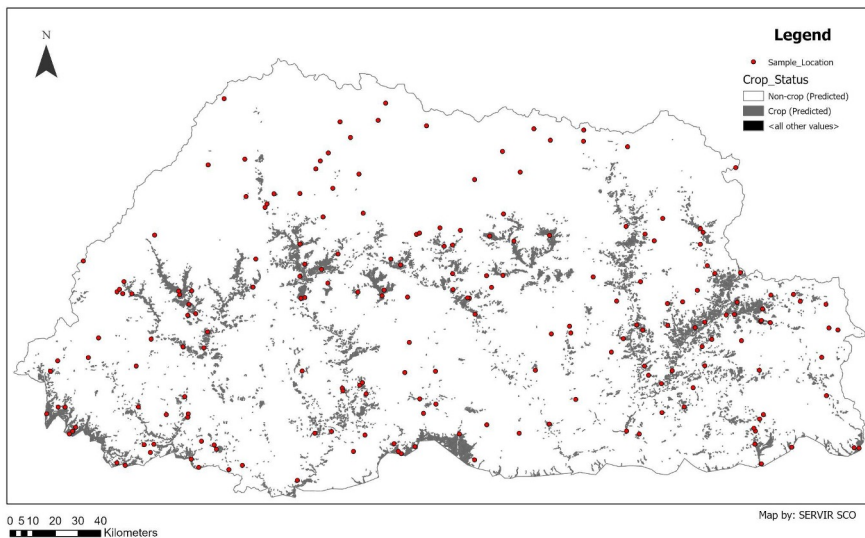 N
Legend
Sample_Location
Crop_Status
Non-crop (Predicted)
Crop (Predicted)
<all other values>
Map by: SERVIR SCO
0 5 10 20 30 40
Kilometers